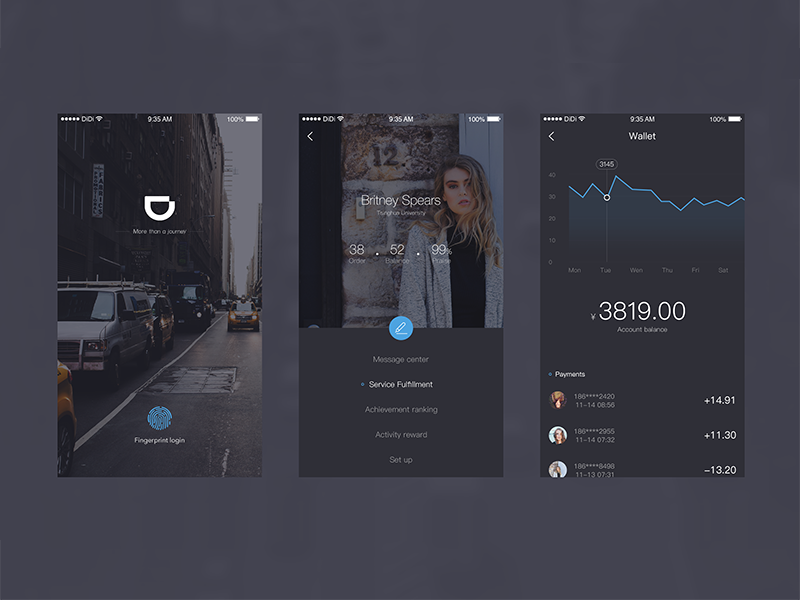 DiDi 9:35 AM 100%
FABRICS
More than a journey
Fingerprint login
DiDi 9:35 AM 100%
12
Britney Spears
Tsinghua University
38 52 99%
Order Balance Praise
Message center
Service Fulfillment
Achievement ranking
Activity reward
Set up
DiDi 9:35 AM 100%
Wallet
3145
40
30
20
10
0
Mon Tue Wen Thu Fri Sat
¥ 3819.00
Account balance
Payments
186****2420
11-14 08:56
+14.91
186****2955
11-14 07:32
+11.30
186****8498
11-13 07:31
-13.20